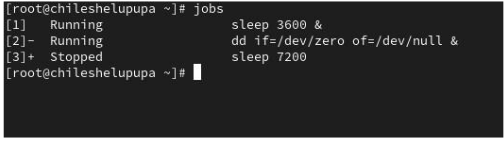 [root@chileshelupupa ~]# jobs
[1]   Running                 sleep 3600 &
[2]-  Running                 dd if=/dev/zero of=/dev/null &
[3]+  Stopped                 sleep 7200
[root@chileshelupupa ~]#